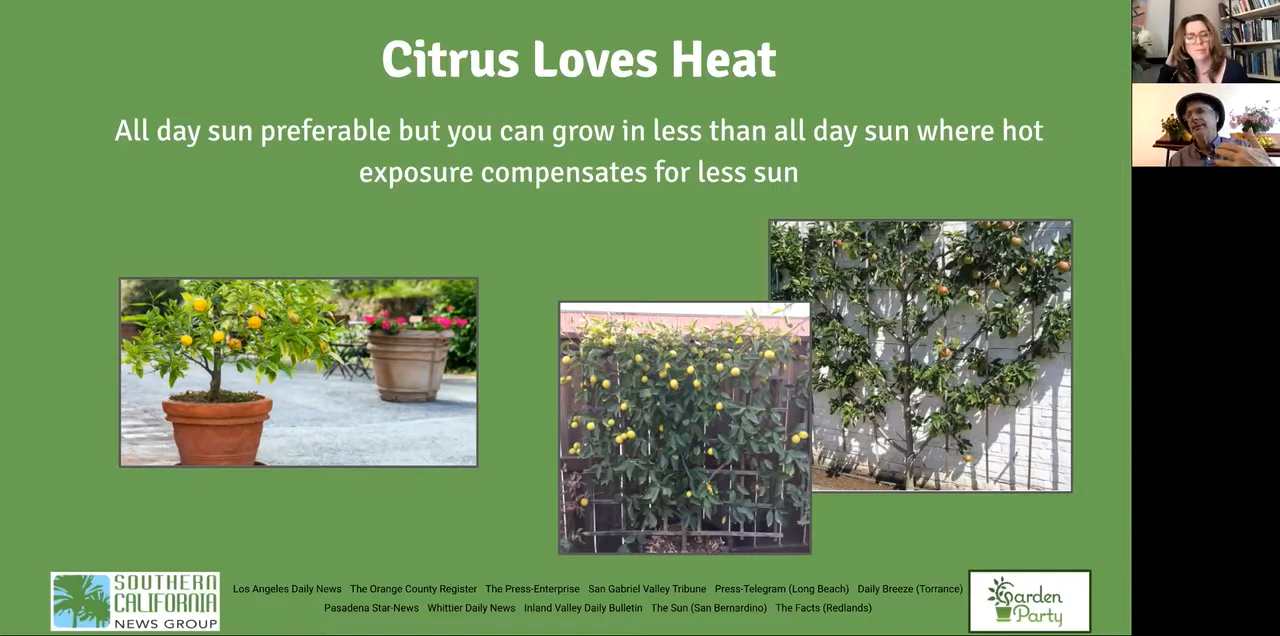 Citrus Loves Heat
All day sun preferable but you can grow in less than all day sun where hot
exposure compensates for less sun
SOUTHERN
CALIFORNIA
NEWS GROUP
Los Angeles Daily News The Orange County Register The Press-Enterprise San Gabriel Valley Tribune Press-Telegram (Long Beach) Daily Breeze (Torrance)
Pasadena Star-News Whittier Daily News Inland Valley Daily Bulletin The Sun (San Bernardino) The Facts (Redlands)
Garden
Party